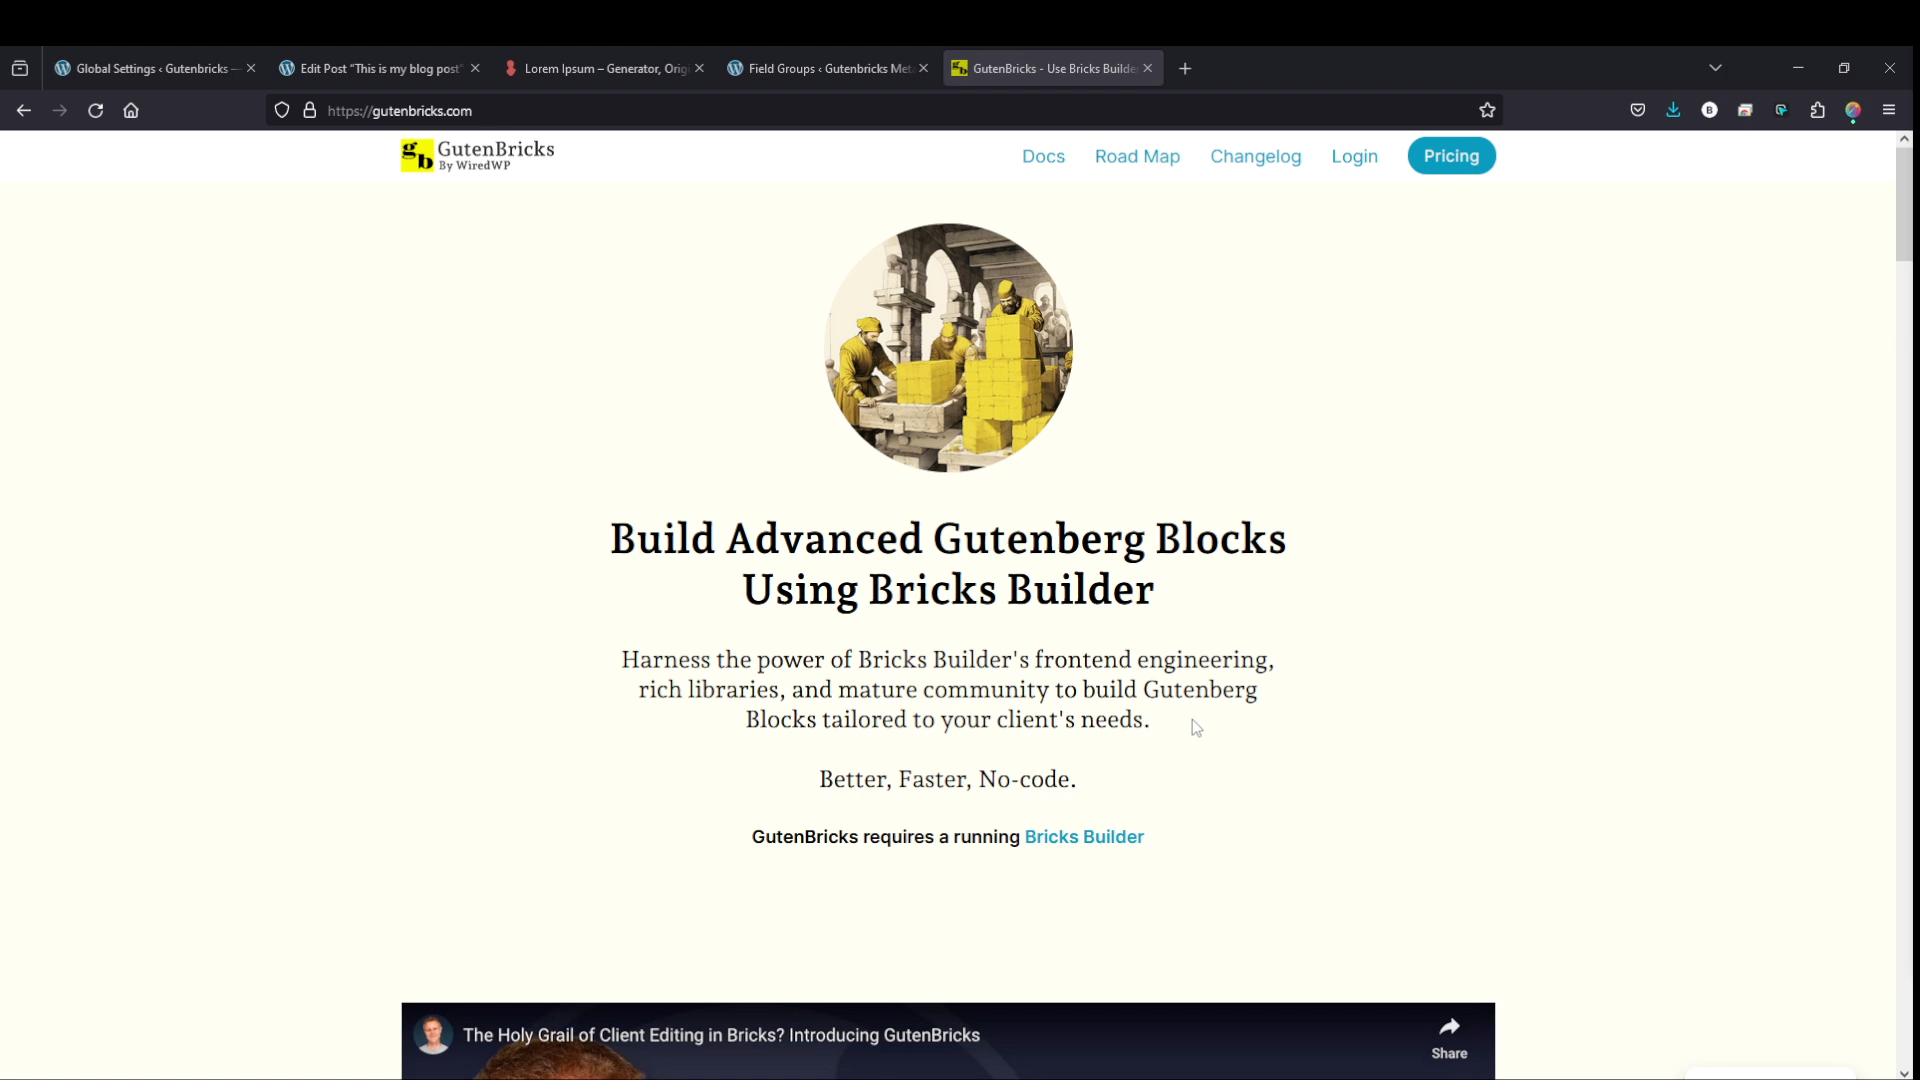 Global Settings ‹ Gutenbricks —
Edit Post "This is my blog post"
Lorem Ipsum – Generator, Orig
Field Groups ‹ Gutenbricks Met
GutenBricks - Use Bricks Builde
https://gutenbricks.com
B
gb
GutenBricks
By WiredWP
Docs
Road Map
Changelog
Login
Pricing
Build Advanced Gutenberg Blocks
Using Bricks Builder
Harness the power of Bricks Builder's frontend engineering,
rich libraries, and mature community to build Gutenberg
Blocks tailored to your client's needs.
Better, Faster, No-code.
GutenBricks requires a running Bricks Builder
The Holy Grail of Client Editing in Bricks? Introducing GutenBricks
Share